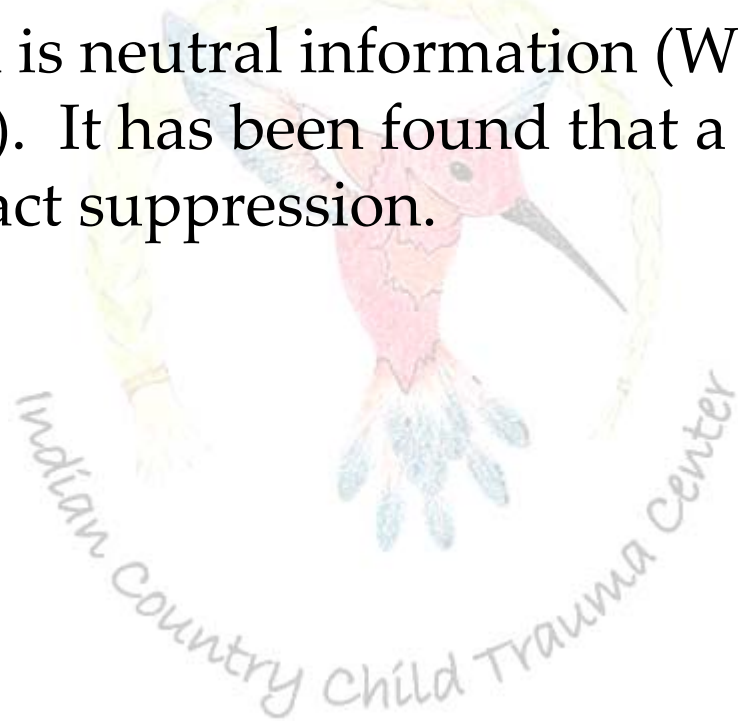 is neutral information (W
). It has been found that a
act suppression.
Indian Country Child Trauma Center